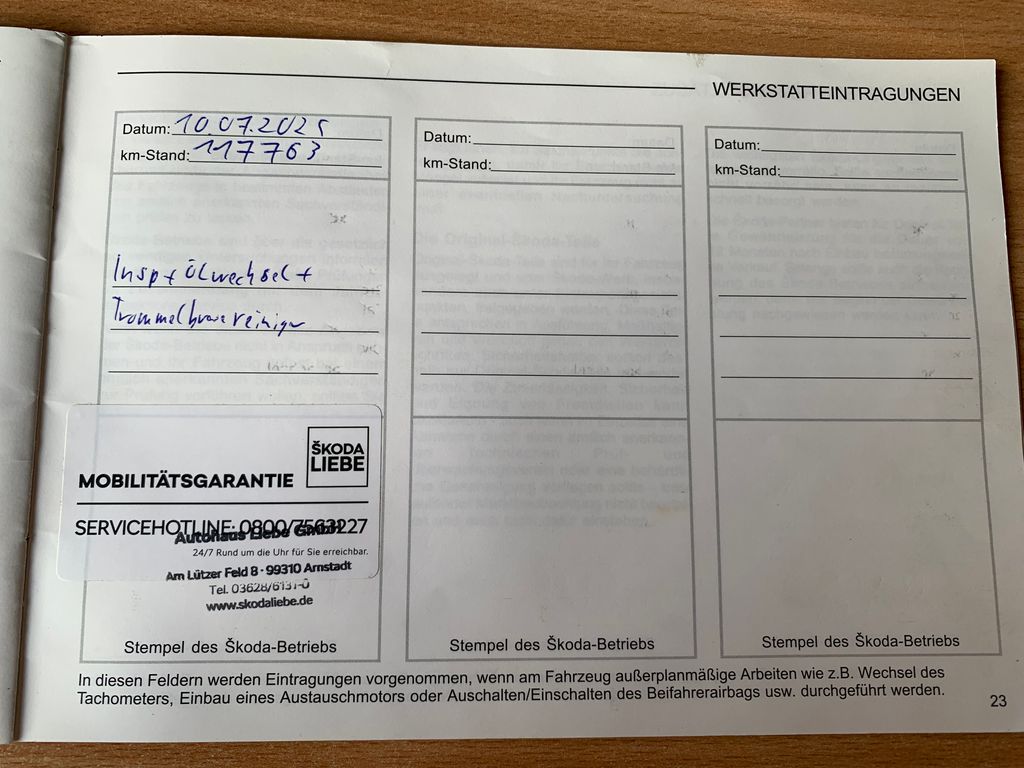 WERKSTATTEINTRAGUNGEN
Datum: 10.07.2025
km-Stand: 117763
Insp + Ölwechsel +
MOBILITÄTSGARANTIE
ŠKODA
LIEBE
SERVICEHOTLINE: 0800/7563227
Autohaus Liebe GmbH
24/7 Rund um die Uhr für Sie erreichbar.
Am Lützer Feld 8 · 99310 Arnstadt
Tel. 03628/6131-0
www.skodaliebe.de
Stempel des Škoda-Betriebs
Datum:
km-Stand:
Stempel des Škoda-Betriebs
Datum:
km-Stand:
Stempel des Škoda-Betriebs
In diesen Feldern werden Eintragungen vorgenommen, wenn am Fahrzeug außerplanmäßige Arbeiten wie z.B. Wechsel des
Tachometers, Einbau eines Austauschmotors oder Auschalten/Einschalten des Beifahrerairbags usw. durchgeführt werden.
23